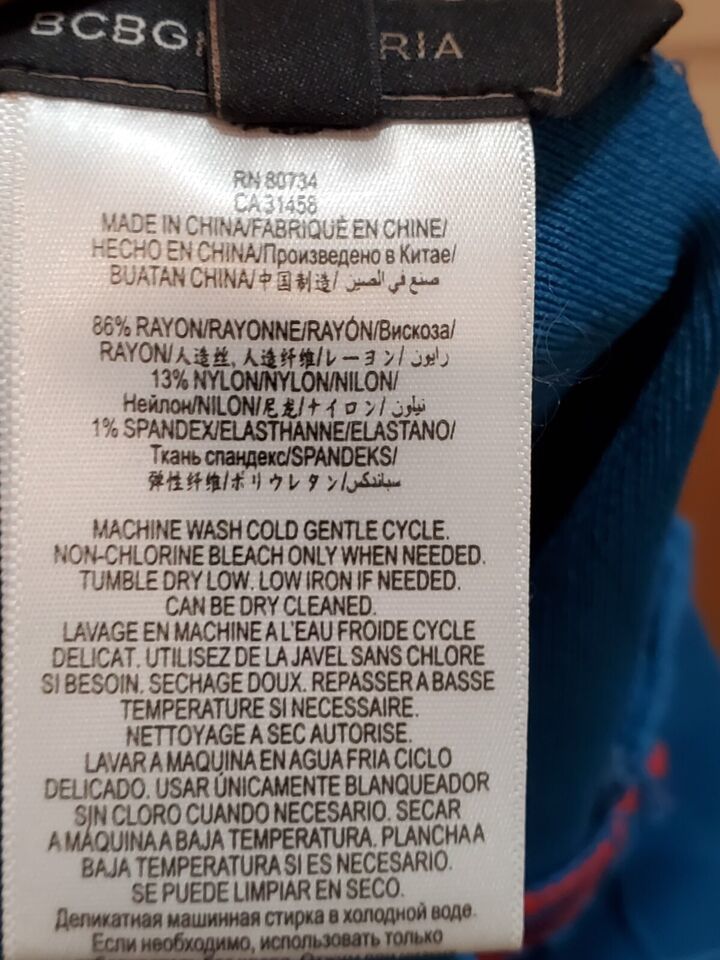 BCBG RIA
RN 80734
CA 31458
MADE IN CHINA/FABRIQUÉ EN CHINE/
HECHO EN CHINA/Произведено в Китае/
BUATAN CHINA/中国制造/ صنع في الصين
86% RAYON/RAYONNE/RAYÓN/Вискоза/
RAYON/人造丝, 人造纤维/レーヨン/ رايون
13% NYLON/NYLON/NILON/
Нейлон/NILON/尼龙/ナイロン/ نيلون
1% SPANDEX/ELASTHANNE/ELASTANO/
Ткань спандекс/SPANDEKS/
弹性纤维/ポリウレタン/سباندكس
MACHINE WASH COLD GENTLE CYCLE.
NON-CHLORINE BLEACH ONLY WHEN NEEDED.
TUMBLE DRY LOW. LOW IRON IF NEEDED.
CAN BE DRY CLEANED.
LAVAGE EN MACHINE A L'EAU FROIDE CYCLE
DELICAT. UTILISEZ DE LA JAVEL SANS CHLORE
SI BESOIN. SECHAGE DOUX. REPASSER A BASSE
TEMPERATURE SI NECESSAIRE.
NETTOYAGE A SEC AUTORISE.
LAVAR A MAQUINA EN AGUA FRIA CICLO
DELICADO. USAR ÚNICAMENTE BLANQUEADOR
SIN CLORO CUANDO NECESARIO. SECAR
A MÁQUINA A BAJA TEMPERATURA. PLANCHA A
BAJA TEMPERATURA SI ES NECESARIO.
SE PUEDE LIMPIAR EN SECO.
Деликатная машинная стирка в холодной воде.
Если необходимо, использовать только